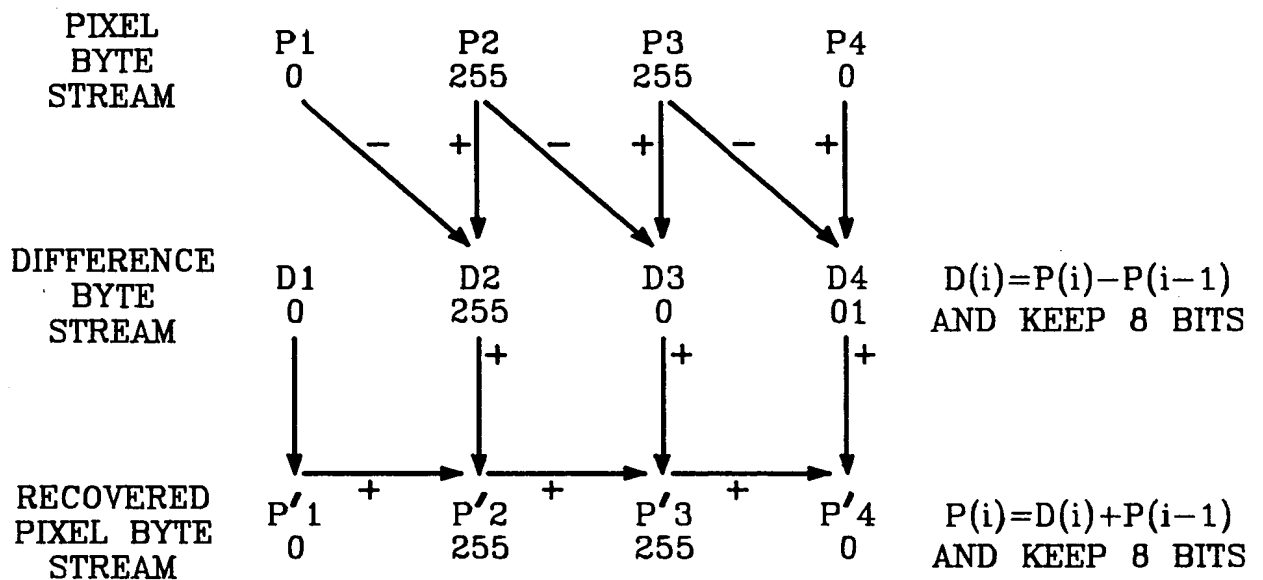 PIXEL
BYTE
STREAM
P1 P2 P3 P4
0 255 255 0
− + − + − +
DIFFERENCE
BYTE
STREAM
D1 D2 D3 D4
0 255 0 01
D(i)=P(i)−P(i−1)
AND KEEP 8 BITS
+ + +
+ + +
RECOVERED
PIXEL BYTE
STREAM
P′1 P′2 P′3 P′4
0 255 255 0
P(i)=D(i)+P(i−1)
AND KEEP 8 BITS